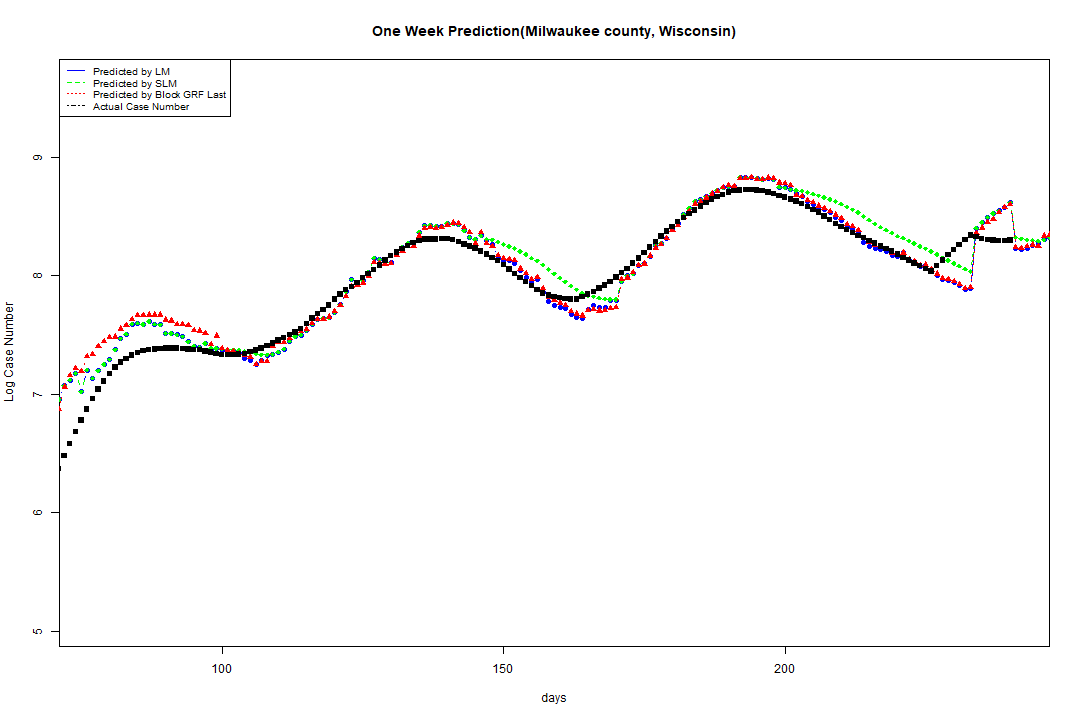 One Week Prediction(Milwaukee county, Wisconsin)
Predicted by LM
Predicted by SLM
Predicted by Block GRF Last
Actual Case Number
9
8
7
6
5
Log Case Number
100
150
200
days